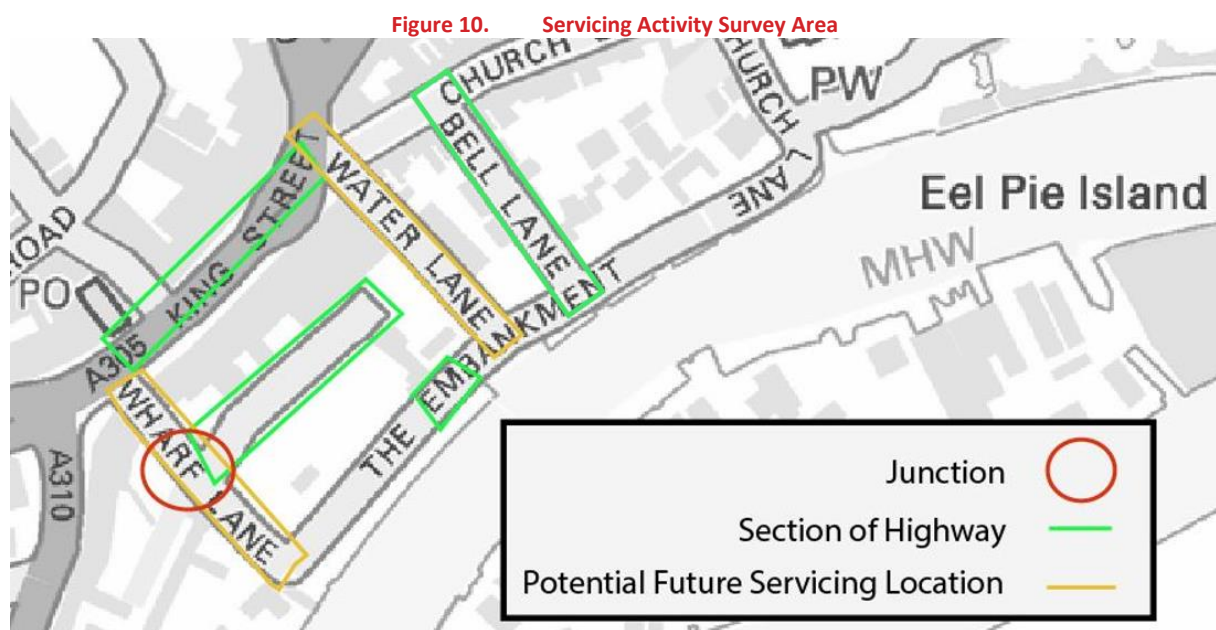 Figure 10. Servicing Activity Survey Area
CHURCH
CHURCH LANE
PW
BELL LANE
WATER LANE
KING STREET
ROAD
PO
A305
Eel Pie Island
MHW
THE EMBANKMENT
WHARF LANE
A310
Junction
Section of Highway
Potential Future Servicing Location